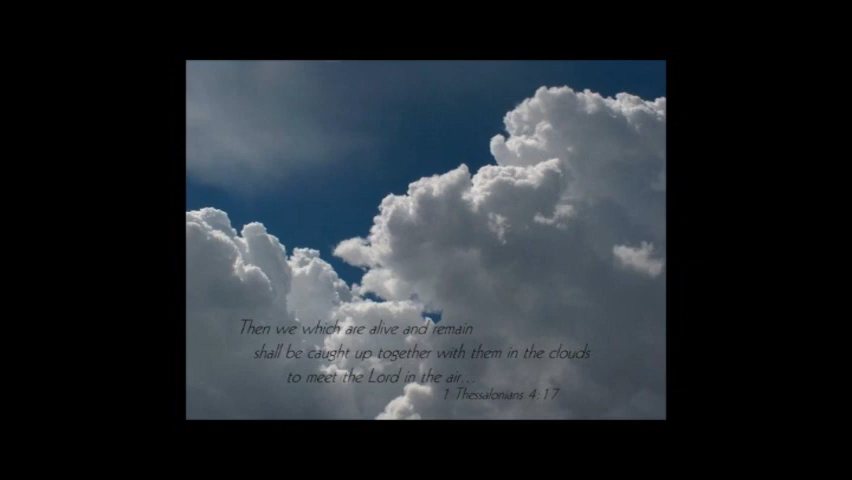 Then we which are alive and remain
shall be caught up together with them in the clouds
to meet the Lord in the air...
1 Thessalonians 4:17